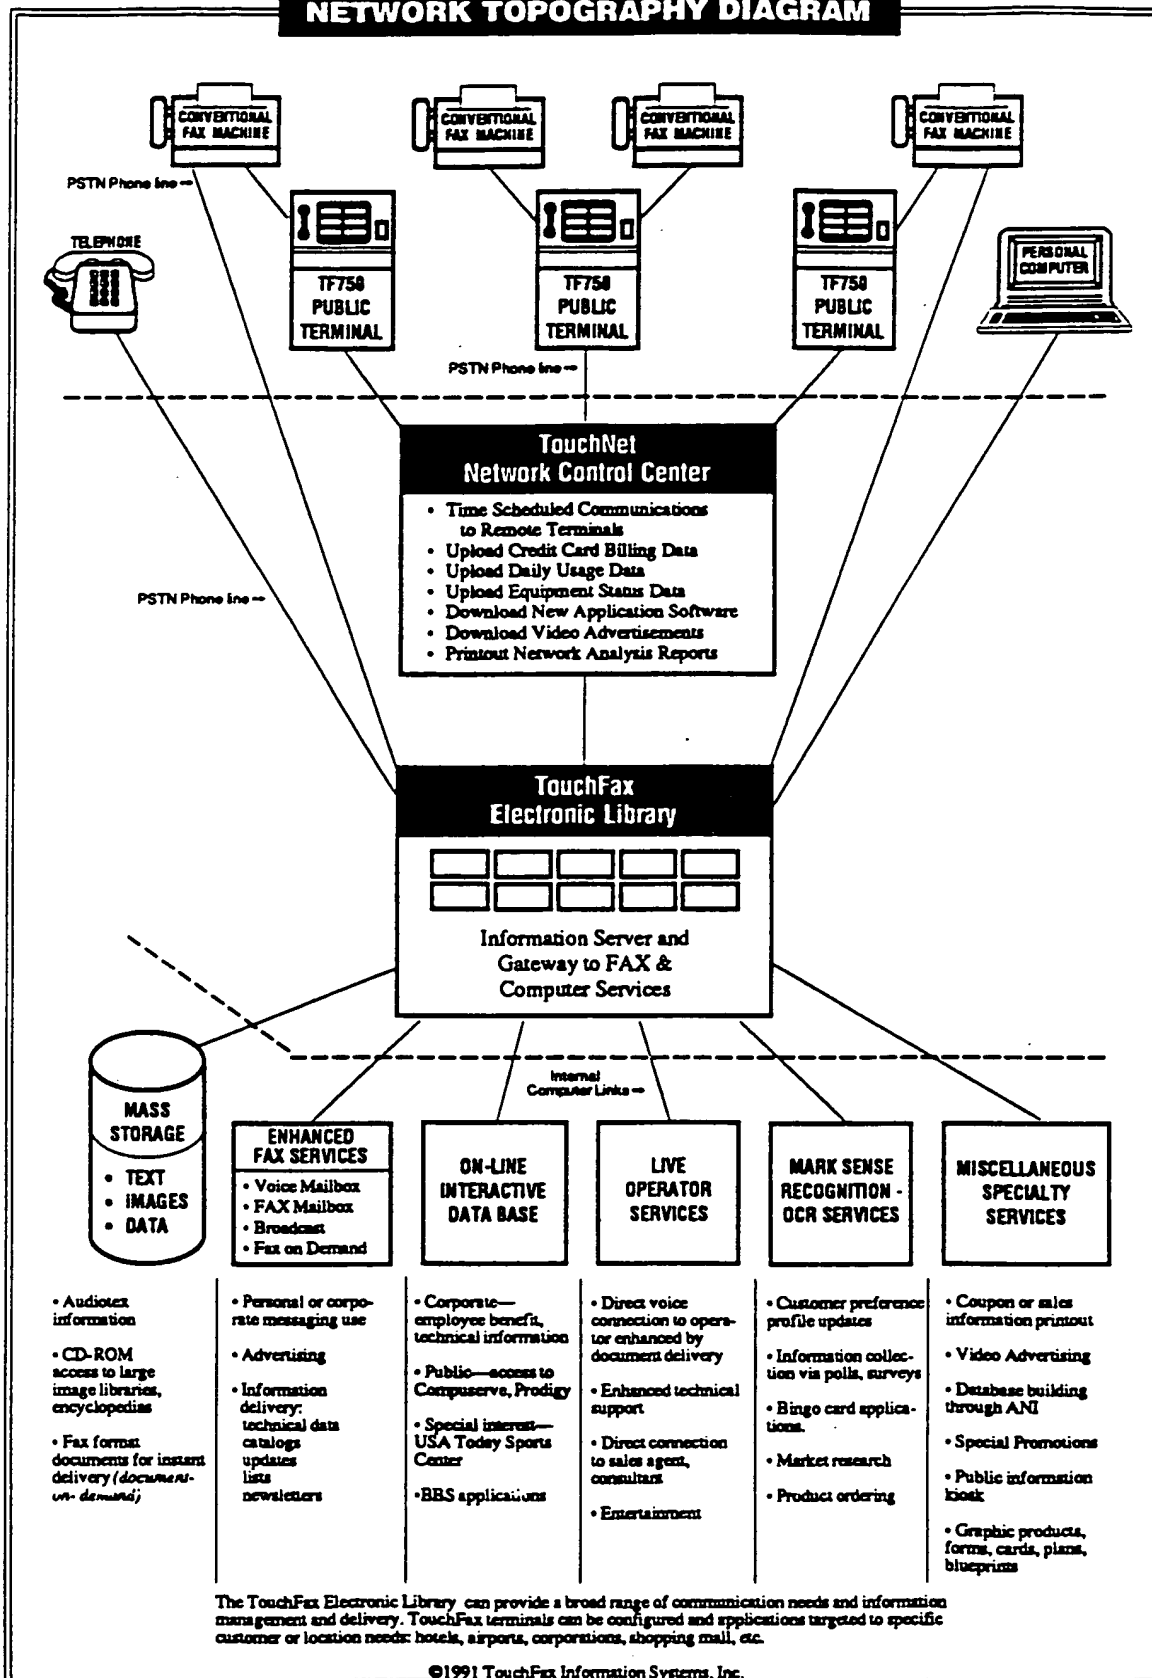 NETWORK TOPOGRAPHY DIAGRAM
CONVENTIONAL
FAX MACHINE
CONVENTIONAL
FAX MACHINE
CONVENTIONAL
FAX MACHINE
CONVENTIONAL
FAX MACHINE
PSTN Phone line
TELEPHONE
TF750
PUBLIC
TERMINAL
TF750
PUBLIC
TERMINAL
TF750
PUBLIC
TERMINAL
PERSONAL
COMPUTER
PSTN Phone line
TouchNet
Network Control Center
• Time Scheduled Communications
to Remote Terminals
• Upload Credit Card Billing Data
• Upload Daily Usage Data
• Upload Equipment Status Data
• Download New Application Software
• Download Video Advertisements
• Printout Network Analysis Reports
PSTN Phone line
TouchFax
Electronic Library
Information Server and
Gateway to FAX &
Computer Services
Internal
Computer Links
MASS
STORAGE
• TEXT
• IMAGES
• DATA
ENHANCED
FAX SERVICES
• Voice Mailbox
• FAX Mailbox
• Broadcast
• Fax on Demand
ON-LINE
INTERACTIVE
DATA BASE
LIVE
OPERATOR
SERVICES
MARK SENSE
RECOGNITION -
OCR SERVICES
MISCELLANEOUS
SPECIALTY
SERVICES
• Audiotex
information
• CD-ROM
access to large
image libraries,
encyclopedias
• Fax format
documents for instant
delivery (document-
on- demand)
• Personal or corpo-
rate messaging use
• Advertising
• Information
delivery:
technical data
catalogs
updates
lists
newsletters
• Corporate—
employee benefit,
technical information
• Public—access to
Compuserve, Prodigy
• Special interest—
USA Today Sports
Center
• BBS applications
• Direct voice
connection to opera-
tor enhanced by
document delivery
• Enhanced technical
support
• Direct connection
to sales agent,
consultant
• Entertainment
• Customer preference
profile updates
• Information collec-
tion via polls, surveys
• Bingo card applica-
tions.
• Market research
• Product ordering
• Coupon or sales
information printout
• Video Advertising
• Database building
through ANI
• Special Promotions
• Public information
kiosk
• Graphic products,
forms, cards, plans,
blueprints
The TouchFax Electronic Library can provide a broad range of communication needs and information
management and delivery. TouchFax terminals can be configured and applications targeted to specific
customer or location needs: hotels, airports, corporations, shopping mall, etc.
©1991 TouchFax Information Systems, Inc.